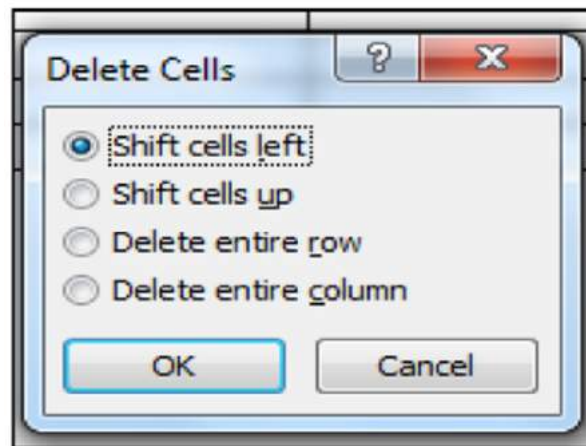 Delete Cells
Shift cells left
Shift cells up
Delete entire row
Delete entire column
OK Cancel